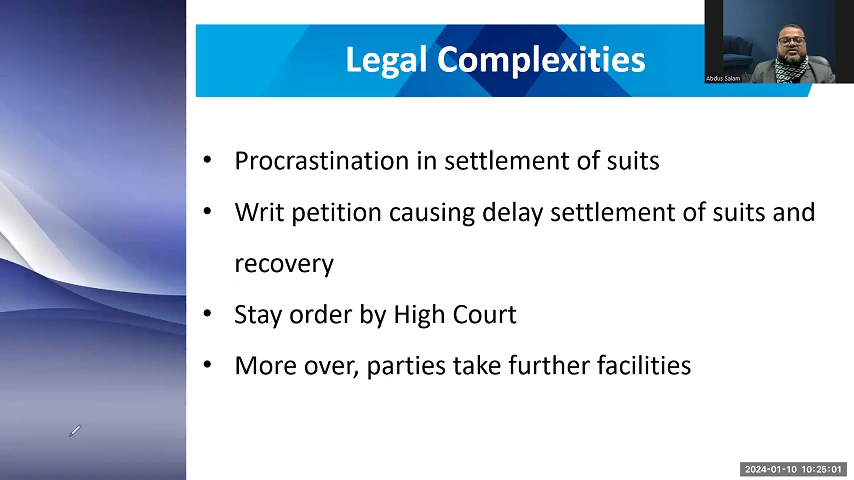 Legal Complexities
Abdus Salam
• Procrastination in settlement of suits
• Writ petition causing delay settlement of suits and
recovery
• Stay order by High Court
• More over, parties take further facilities
2024-01-10 10:25:01